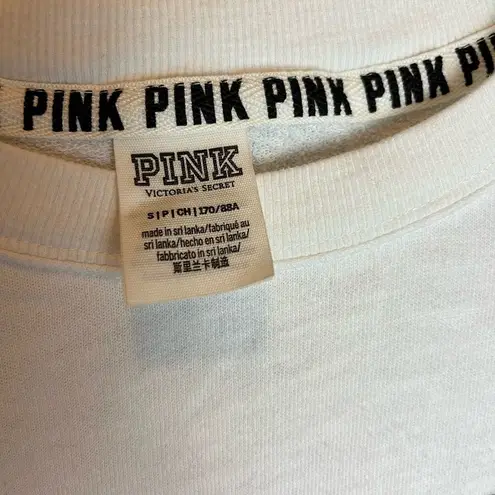 PINK PINK PINK PINK PI
PINK
VICTORIA'S SECRET
S|P|CH|170/88A
made in sri lanka/fabriqué au
sri lanka/hecho en sri lanka/
fabbricato in sri lanka/
斯里兰卡制造